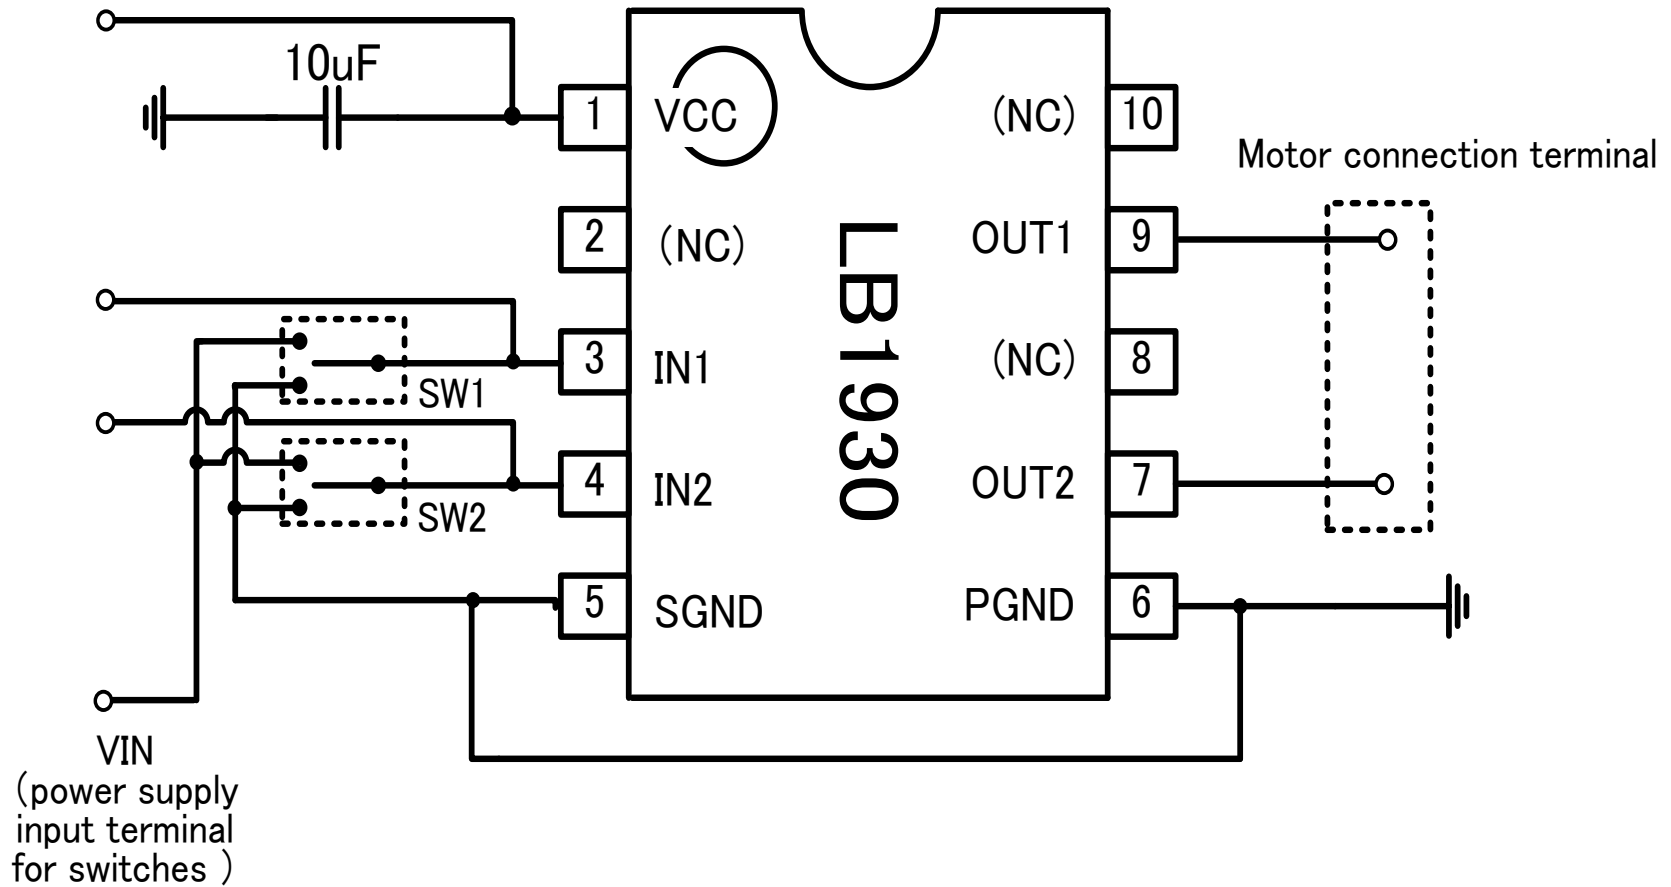 10uF
1
VCC
(NC)
10
Motor connection terminal
2
(NC)
OUT1
9
LB1930
3
IN1
(NC)
8
SW1
4
IN2
OUT2
7
SW2
5
SGND
PGND
6
VIN
(power supply
input terminal
for switches )